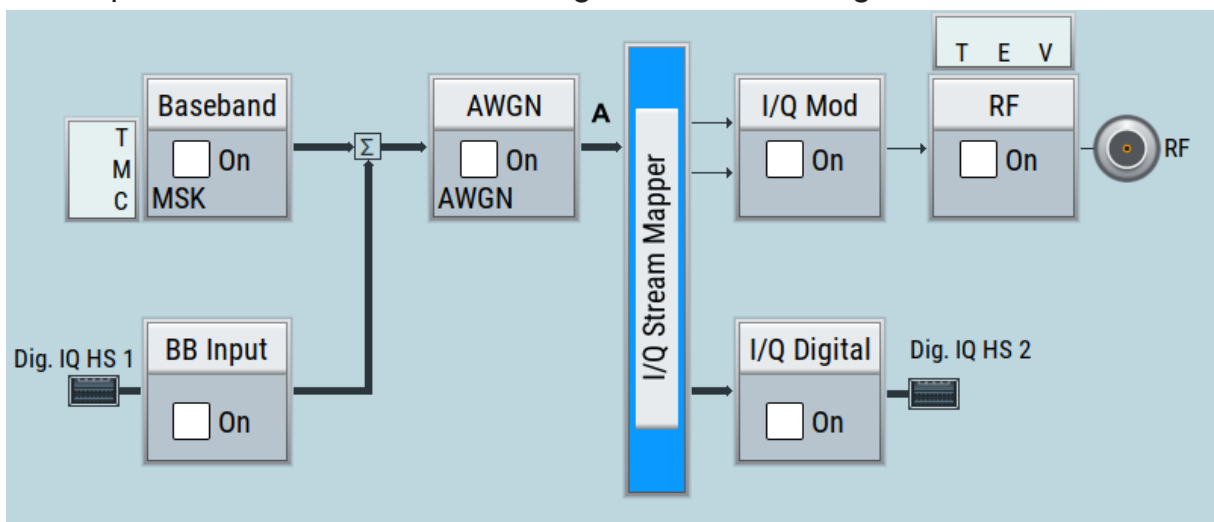 T E V
Baseband
On
MSK
T
M
C
Σ
AWGN
On
AWGN
A
I/Q Stream Mapper
I/Q Mod
On
RF
On
RF
Dig. IQ HS 1
BB Input
On
I/Q Digital
On
Dig. IQ HS 2